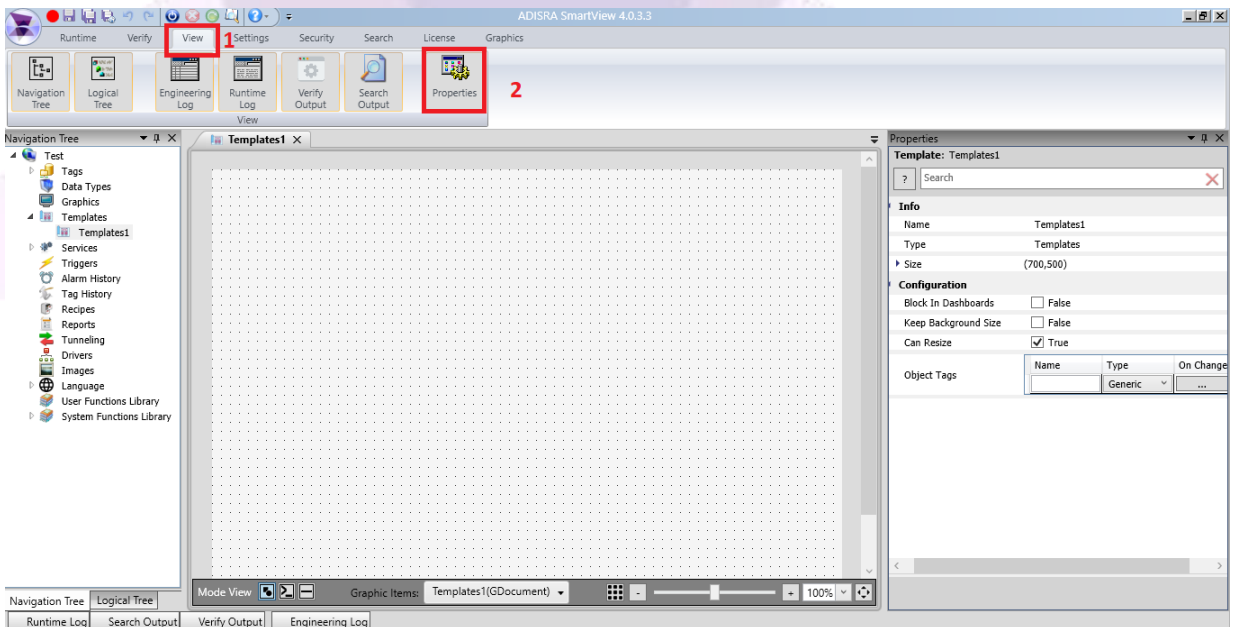 ADISRA SmartView 4.0.3.3
Runtime Verify View 1 Settings Security Search License Graphics
Navigation Tree
Logical Tree
Engineering Log
Runtime Log
Verify Output
Search Output
Properties
2
View
Navigation Tree
Test
Tags
Data Types
Graphics
Templates
Templates1
Services
Triggers
Alarm History
Tag History
Recipes
Reports
Tunneling
Drivers
Images
Language
User Functions Library
System Functions Library
Navigation Tree Logical Tree
Templates1
Mode View Graphic Items: Templates1(GDocument) - + 100%
Properties
Template: Templates1
? Search
Info
Name Templates1
Type Templates
Size (700,500)
Configuration
Block In Dashboards False
Keep Background Size False
Can Resize True
Object Tags
Name Type On Change
Generic ...
Runtime Log Search Output Verify Output Engineering Log